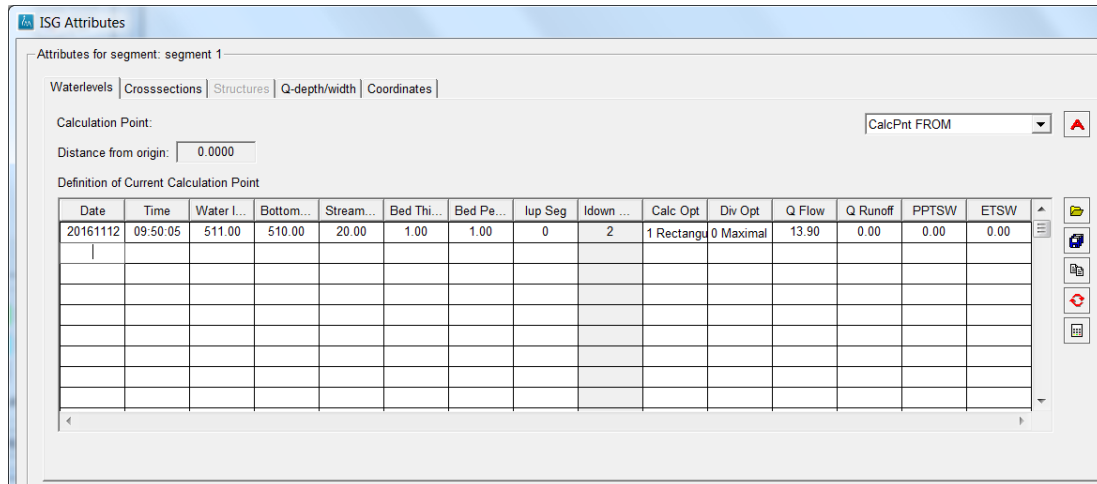 ISG Attributes
Attributes for segment: segment 1
Waterlevels Crosssections Structures Q-depth/width Coordinates
Calculation Point: CalcPnt FROM
Distance from origin: 0.0000
Definition of Current Calculation Point
Date Time Water l... Bottom... Stream... Bed Thi... Bed Pe... Iup Seg Idown ... Calc Opt Div Opt Q Flow Q Runoff PPTSW ETSW
20161112 09:50:05 511.00 510.00 20.00 1.00 1.00 0 2 1 Rectangu 0 Maximal 13.90 0.00 0.00 0.00